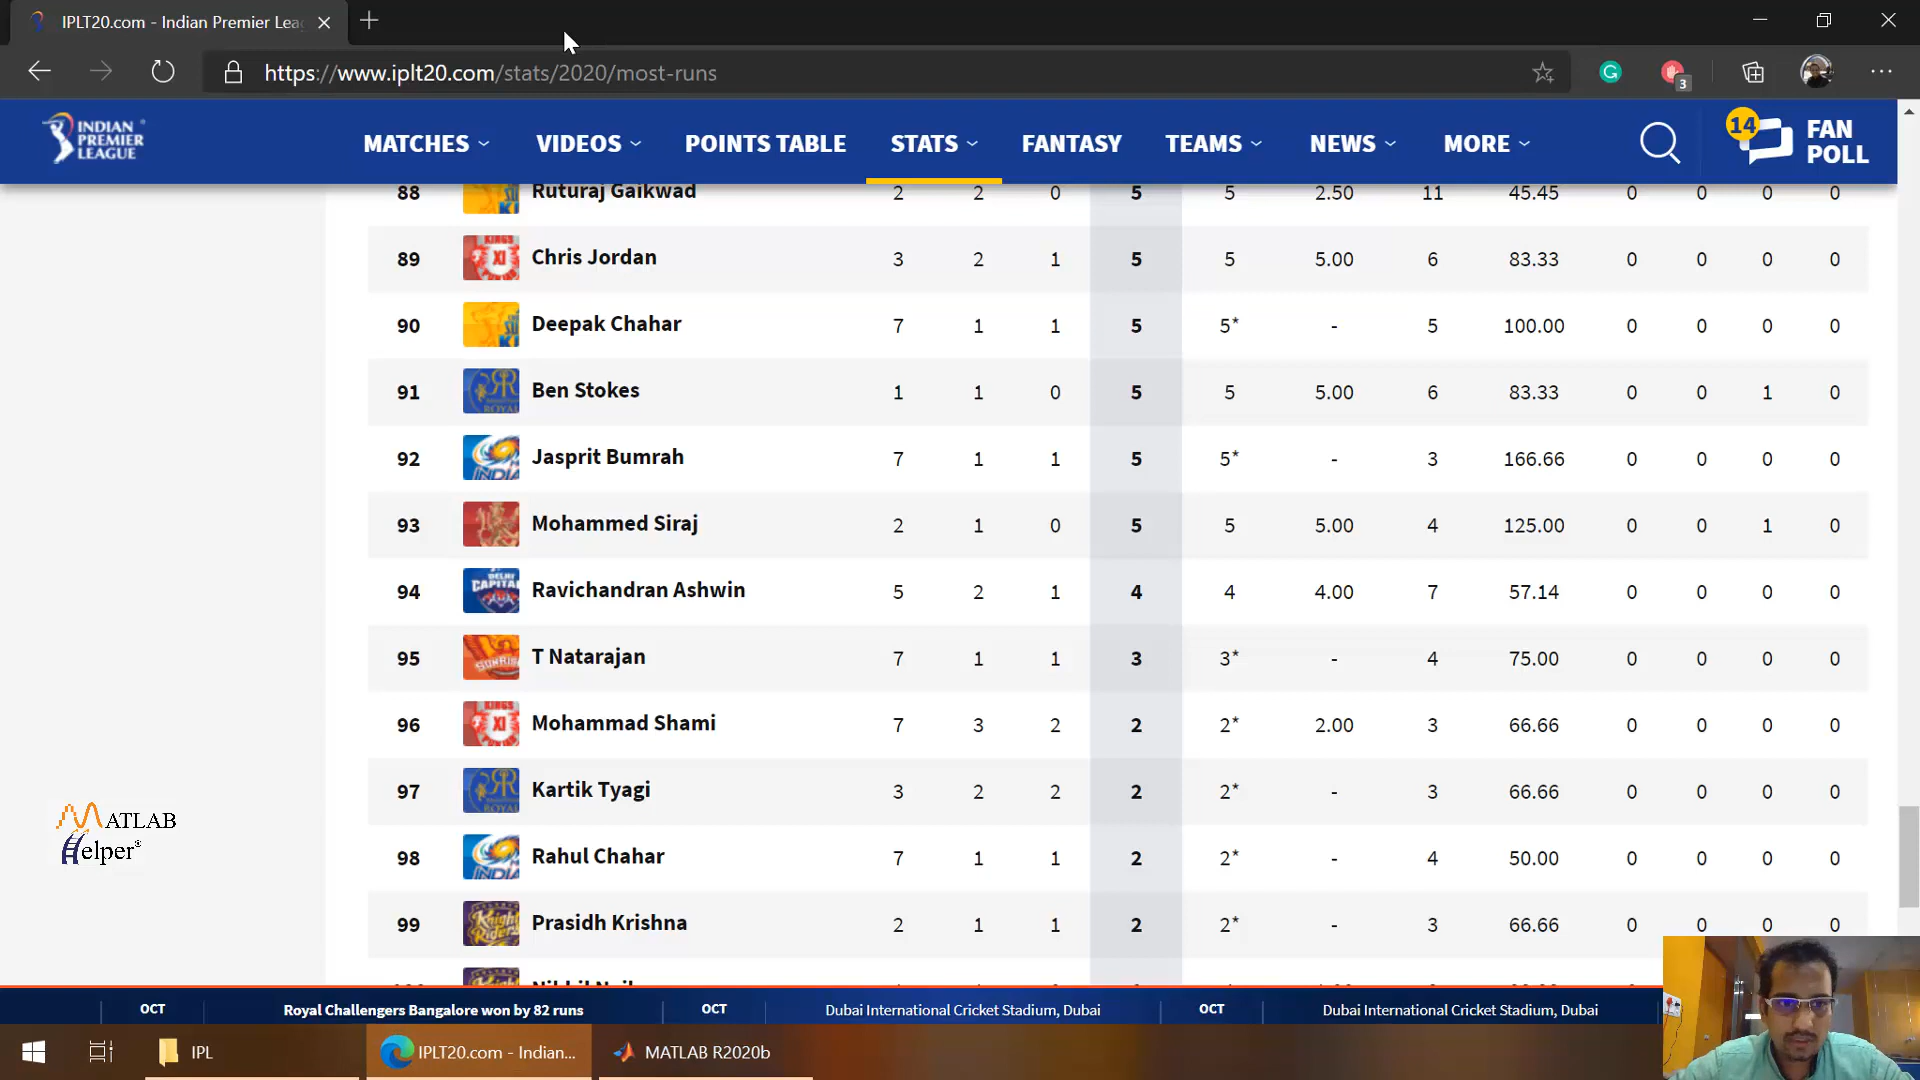 IPLT20.com - Indian Premier Lea
https://www.iplt20.com/stats/2020/most-runs
3
INDIAN PREMIER LEAGUE
MATCHES VIDEOS POINTS TABLE STATS FANTASY TEAMS NEWS MORE 14 FAN POLL
88 Ruturaj Gaikwad 2 2 0 5 5 2.50 11 45.45 0 0 0 0
89 Chris Jordan 3 2 1 5 5 5.00 6 83.33 0 0 0 0
90 Deepak Chahar 7 1 1 5 5* - 5 100.00 0 0 0 0
91 Ben Stokes 1 1 0 5 5 5.00 6 83.33 0 0 1 0
92 Jasprit Bumrah 7 1 1 5 5* - 3 166.66 0 0 0 0
93 Mohammed Siraj 2 1 0 5 5 5.00 4 125.00 0 0 1 0
94 Ravichandran Ashwin 5 2 1 4 4 4.00 7 57.14 0 0 0 0
95 T Natarajan 7 1 1 3 3* - 4 75.00 0 0 0 0
96 Mohammad Shami 7 3 2 2 2* 2.00 3 66.66 0 0 0 0
97 Kartik Tyagi 3 2 2 2 2* - 3 66.66 0 0 0 0
98 Rahul Chahar 7 1 1 2 2* - 4 50.00 0 0 0 0
99 Prasidh Krishna 2 1 1 2 2* - 3 66.66 0 0 0 0
MATLAB
Helper®
OCT Royal Challengers Bangalore won by 82 runs OCT Dubai International Cricket Stadium, Dubai OCT Dubai International Cricket Stadium, Dubai
IPL IPLT20.com - Indian... MATLAB R2020b